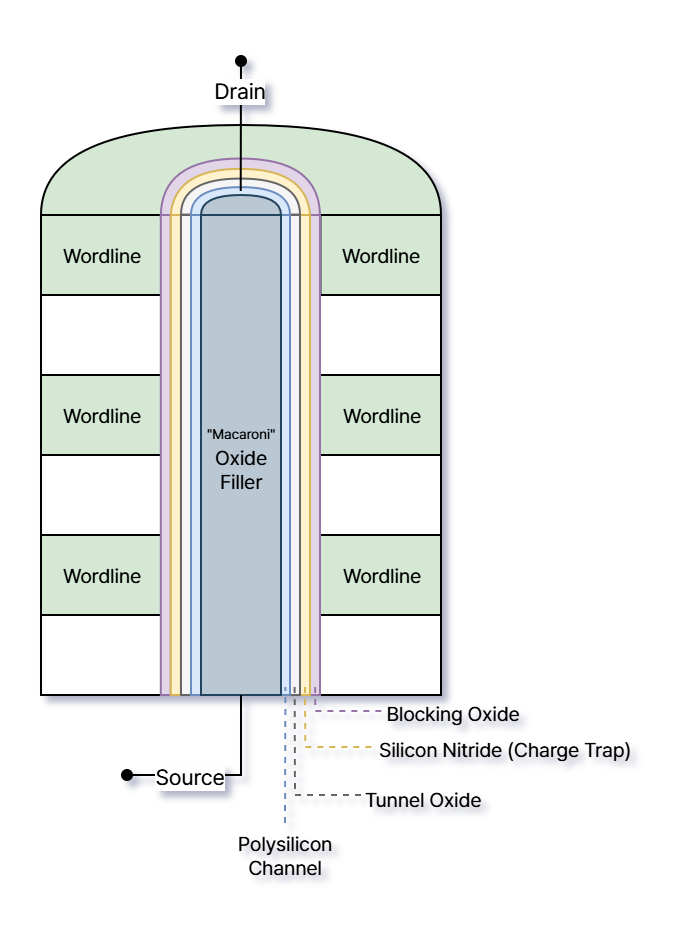 Drain
Wordline
Wordline
Wordline
Wordline
"Macaroni"
Oxide
Filler
Wordline
Wordline
Blocking Oxide
Silicon Nitride (Charge Trap)
Source
Tunnel Oxide
Polysilicon
Channel